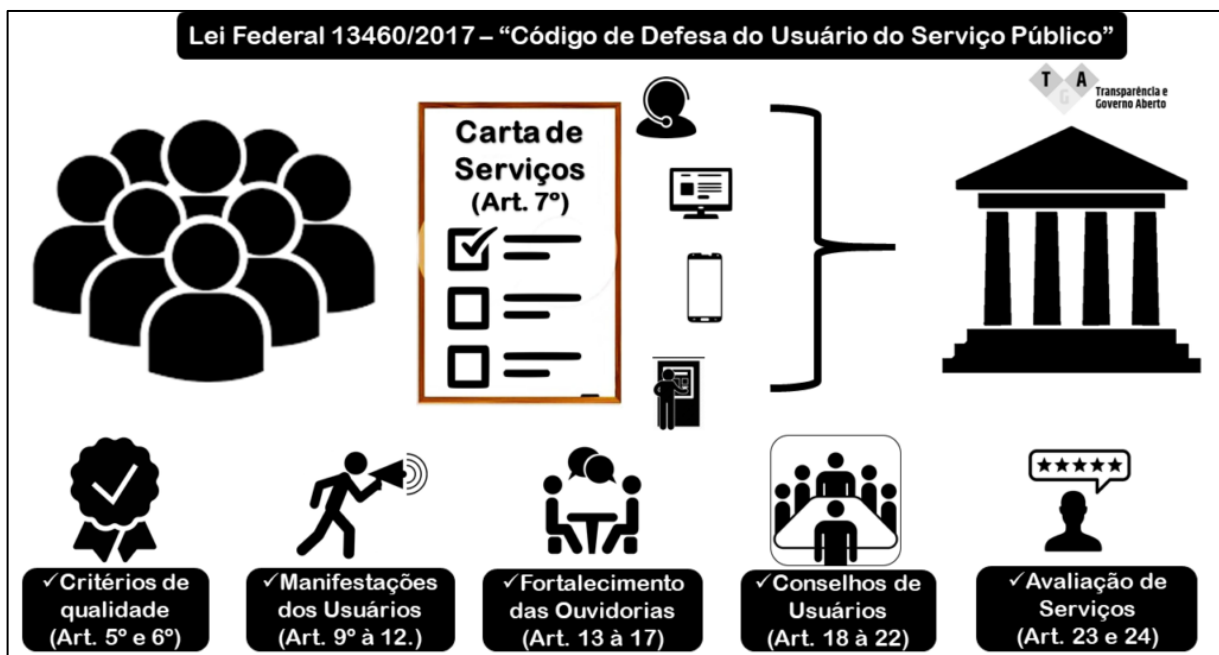 Lei Federal 13460/2017 – “Código de Defesa do Usuário do Serviço Público”
T G A
Transparência e
Governo Aberto
Carta de
Serviços
(Art. 7º)
✓Critérios de
qualidade
(Art. 5º e 6º)
✓Manifestações
dos Usuários
(Art. 9º à 12.)
✓Fortalecimento
das Ouvidorias
(Art. 13 à 17)
✓Conselhos de
Usuários
(Art. 18 à 22)
✓Avaliação de
Serviços
(Art. 23 e 24)